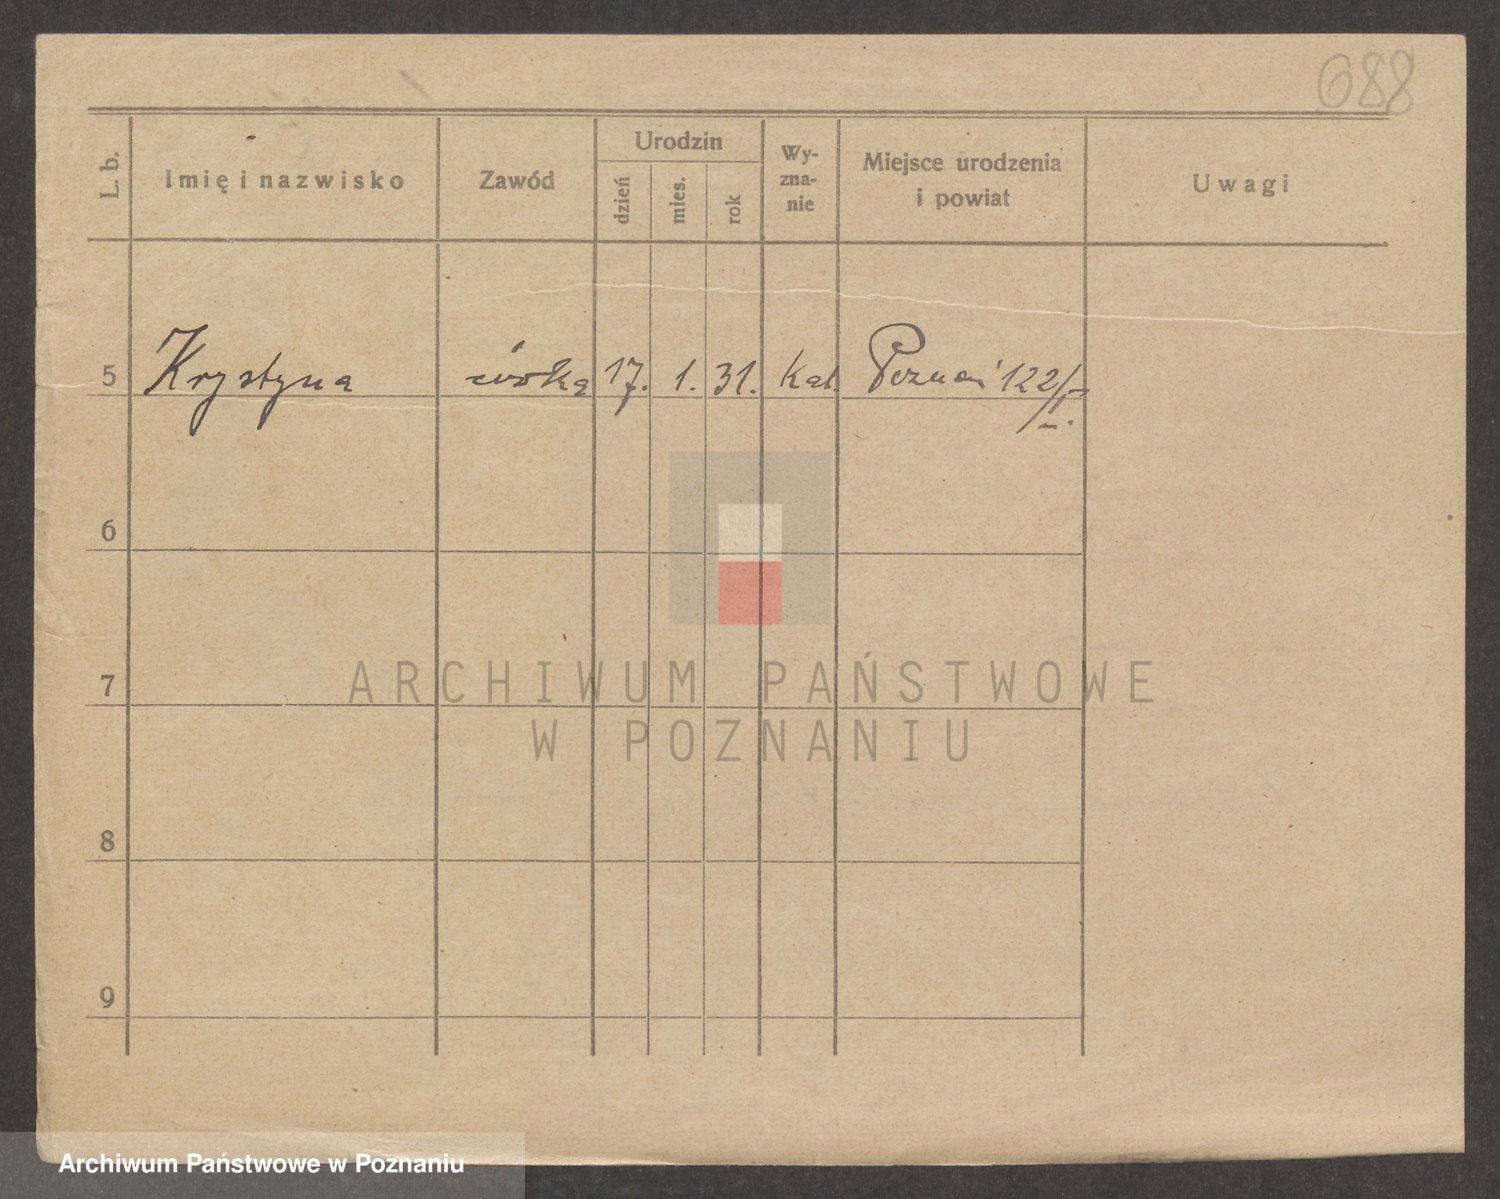 688
L. b.
Imię i nazwisko
Zawód
Urodzin
dzień
mies.
rok
Wy-
zna-
nie
Miejsce urodzenia
i powiat
Uwagi
5 Krystyna córka 17. 1. 31. kat. Poznań 122/I.
6
7
8
9
ARCHIWUM PAŃSTWOWE
W POZNANIU
Archiwum Państwowe w Poznaniu